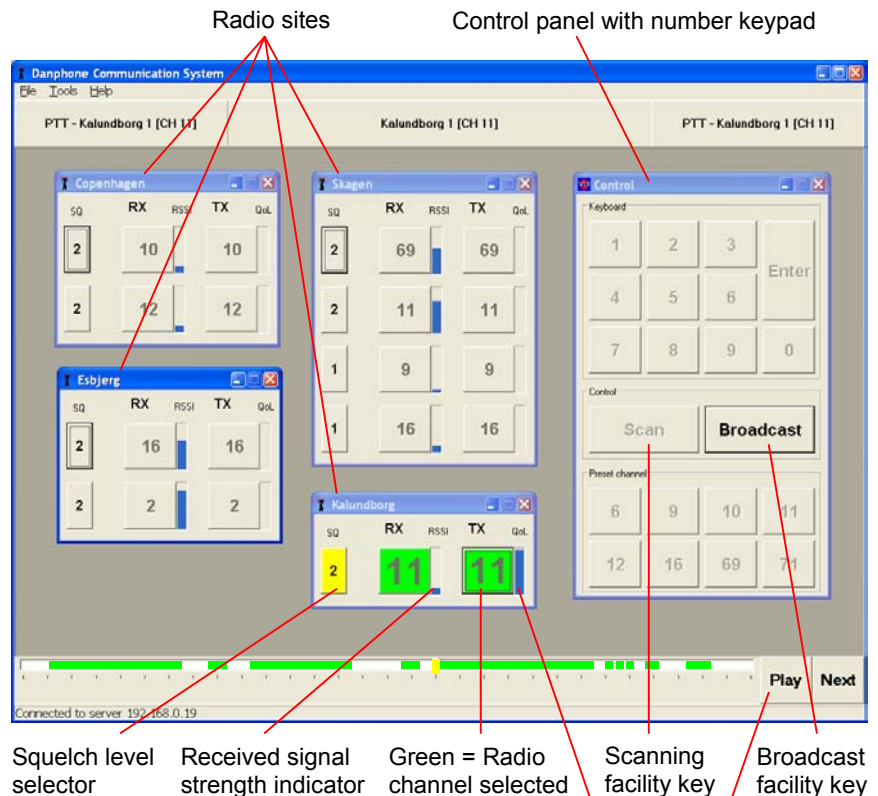 Radio sites
Control panel with number keypad
Danphone Communication System
File Tools Help
PTT - Kalundborg 1 [CH 11]
Kalundborg 1 [CH 11]
PTT - Kalundborg 1 [CH 11]
Copenhagen
SQ RX RSSI TX QoL
2 10 10
2 12 12
Esbjerg
SQ RX RSSI TX QoL
2 16 16
2 2 2
Skagen
SQ RX RSSI TX QoL
2 69 69
2 11 11
1 9 9
1 16 16
Kalundborg
SQ RX RSSI TX QoL
2 11 11
Control
Keyboard
1 2 3
Enter
4 5 6
7 8 9 0
Control
Scan Broadcast
Preset channel
6 9 10 11
12 16 69 71
Play Next
Connected to server 192.168.0.19
Squelch level
selector
Received signal
strength indicator
Green = Radio
channel selected
Scanning
facility key
Broadcast
facility key